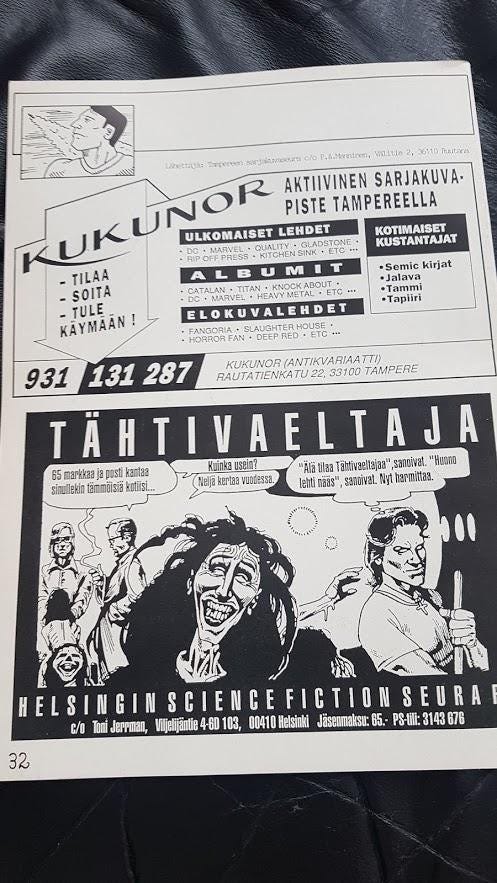 Lähettäjä: Tampereen sarjakuvaseura c/o P.A.Manninen, Välitie 2, 36110 Ruutana
KUKUNOR
AKTIIVINEN SARJAKUVA-
PISTE TAMPEREELLA
- TILAA
- SOITA
- TULE
KÄYMÄÄN !
ULKOMAISET LEHDET
• DC • MARVEL • QUALITY • GLADSTONE •
RIP OFF PRESS • KITCHEN SINK • ETC •••
ALBUMIT
• CATALAN • TITAN • KNOCK ABOUT •
• DC • MARVEL • HEAVY METAL • ETC •••
ELOKUVALEHDET
• FANGORIA • SLAUGHTER HOUSE •
• HORROR FAN • DEEP RED • ETC •••
KOTIMAISET
KUSTANTAJAT
•Semic kirjat
•Jalava
•Tammi
•Tapiiri
931 131 287
KUKUNOR (ANTIKVARIAATTI)
RAUTATIENKATU 22, 33100 TAMPERE
TÄHTIVAELTAJA
65 markkaa ja posti kantaa
sinullekin tämmöisiä kotiisi...
Kuinka usein?
Neljä kertaa vuodessa.
"Älä tilaa Tähtivaeltajaa",sanoivat. "Huono
lehti nääs", sanoivat. Nyt harmittaa.
HELSINGIN SCIENCE FICTION SEURA R
c/o Toni Jerrman, Viljelijäntie 4-6D 103, 00410 Helsinki Jäsenmaksu: 65.- PS-tili: 3143 676
32